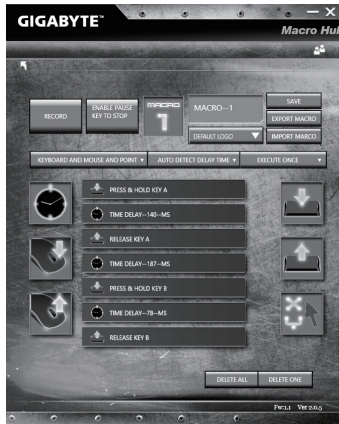 GIGABYTE™
Macro Hub
RECORD
ENABLE PAUSE
KEY TO STOP
MACRO
1
MACRO--1
DEFAULT LOGO
SAVE
EXPORT MACRO
IMPORT MARCO
KEYBOARD AND MOUSE AND POINT
AUTO DETECT DELAY TIME
EXECUTE ONCE
PRESS & HOLD KEY A
TIME DELAY--140--MS
RELEASE KEY A
TIME DELAY--187--MS
PRESS & HOLD KEY B
TIME DELAY--78--MS
RELEASE KEY B
DELETE ALL
DELETE ONE
Fw:1.1 Ver 2.0.5